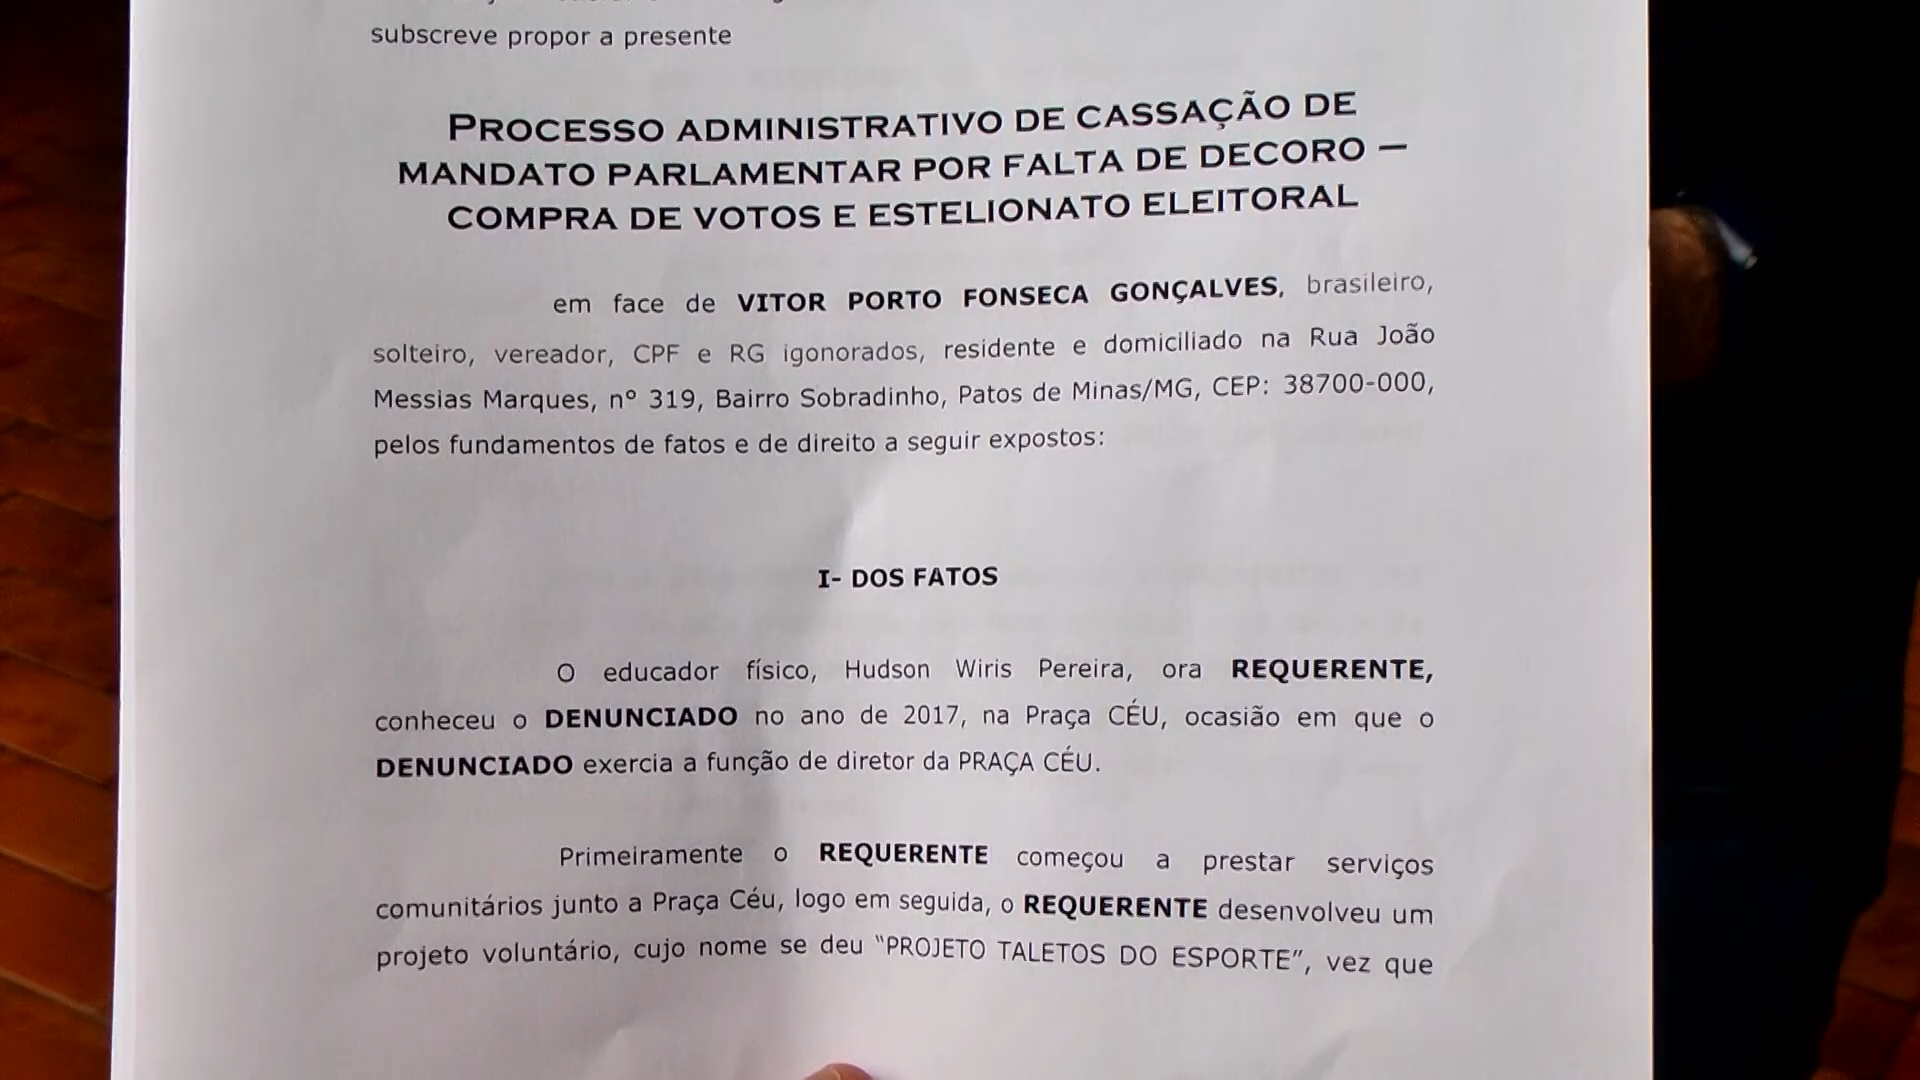 subscreve propor a presente
PROCESSO ADMINISTRATIVO DE CASSAÇÃO DE
MANDATO PARLAMENTAR POR FALTA DE DECORO –
COMPRA DE VOTOS E ESTELIONATO ELEITORAL
em face de VITOR PORTO FONSECA GONÇALVES, brasileiro,
solteiro, vereador, CPF e RG igonorados, residente e domiciliado na Rua João
Messias Marques, nº 319, Bairro Sobradinho, Patos de Minas/MG, CEP: 38700-000,
pelos fundamentos de fatos e de direito a seguir expostos:
I- DOS FATOS
O educador físico, Hudson Wiris Pereira, ora REQUERENTE,
conheceu o DENUNCIADO no ano de 2017, na Praça CÉU, ocasião em que o
DENUNCIADO exercia a função de diretor da PRAÇA CÉU.
Primeiramente o REQUERENTE começou a prestar serviços
comunitários junto a Praça Céu, logo em seguida, o REQUERENTE desenvolveu um
projeto voluntário, cujo nome se deu “PROJETO TALETOS DO ESPORTE”, vez que